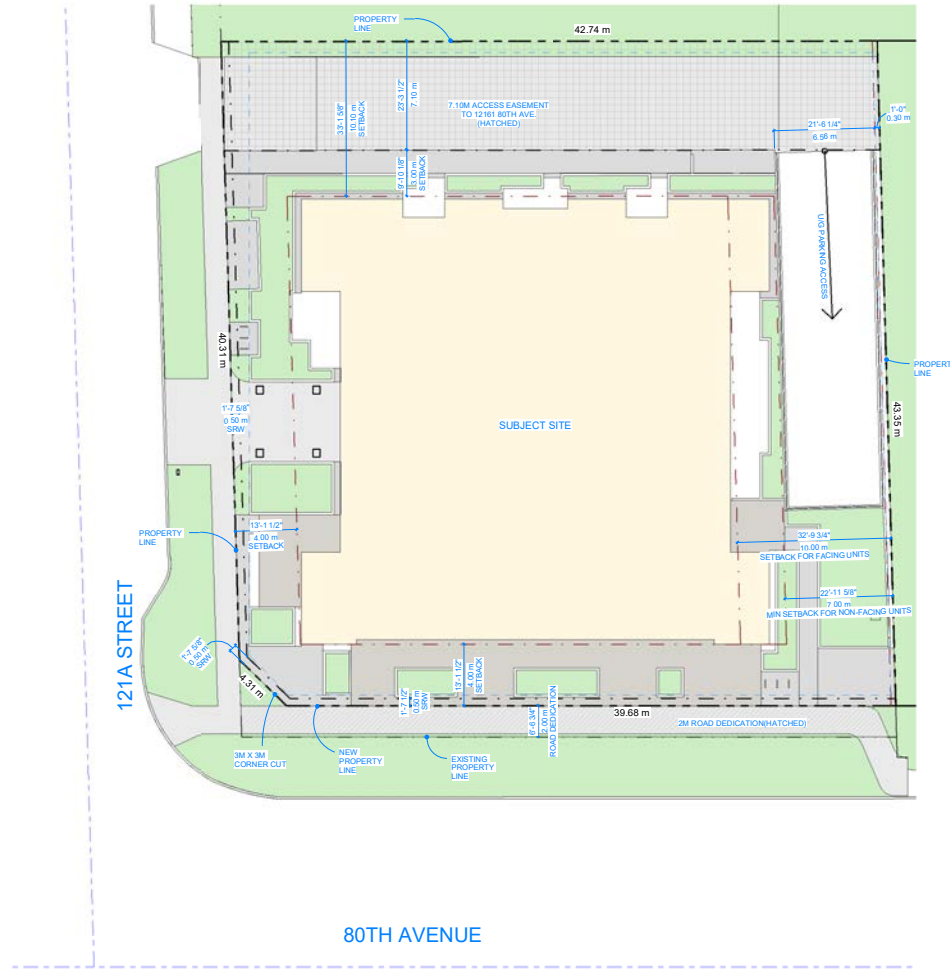 PROPERTY
LINE
42.74 m
33'-1 5/8"
10.10 m
SETBACK
23'-3 1/2"
7.10 m
7.10M ACCESS EASEMENT
TO 12161 80TH AVE.
(HATCHED)
1'-0"
0.30 m
21'-6 1/4"
6.56 m
9'-10 1/8"
3.00 m
SETBACK
U/G PARKING ACCESS
40.31 m
PROPERT
LINE
43.35 m
1'-7 5/8"
0.50 m
SRW
SUBJECT SITE
13'-1 1/2"
4.00 m
SETBACK
PROPERTY
LINE
32'-9 3/4"
10.00 m
SETBACK FOR FACING UNITS
22'-11 5/8"
7.00 m
MIN SETBACK FOR NON-FACING UNITS
121A STREET
1'-7 5/8"
0.50 m
SRW
4.31 m
13'-1 1/2"
4.00 m
SETBACK
1'-7 1/2"
0.50 m
SRW
6'-6 3/4"
2.00 m
ROAD DEDICATION
39.68 m
2M ROAD DEDICATION(HATCHED)
3M X 3M
CORNER CUT
NEW
PROPERTY
LINE
EXISTING
PROPERTY
LINE
80TH AVENUE